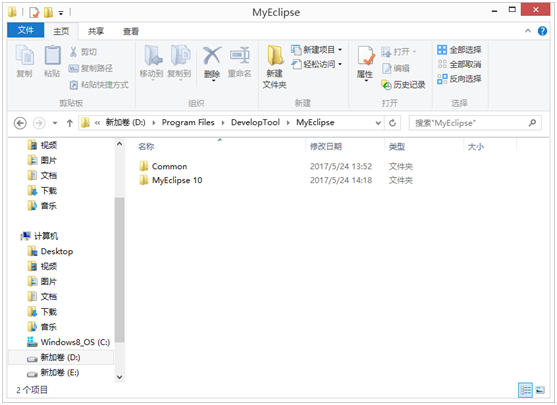 MyEclipse
文件 主页 共享 查看
复制
粘贴
剪切
复制路径
粘贴快捷方式
剪贴板
移动到
复制到
删除
重命名
组织
新建
文件夹
新建项目
轻松访问
新建
属性
打开
编辑
历史记录
打开
全部选择
全部取消
反向选择
选择
« 新加卷 (D:) Program Files DevelopTool MyEclipse
搜索"MyEclipse"
名称 修改日期 类型 大小
Common 2017/5/24 13:52 文件夹
MyEclipse 10 2017/5/24 14:18 文件夹
视频
图片
文档
下载
音乐
计算机
Desktop
视频
图片
文档
下载
音乐
Windows8_OS (C:)
新加卷 (D:)
新加卷 (E:)
2 个项目